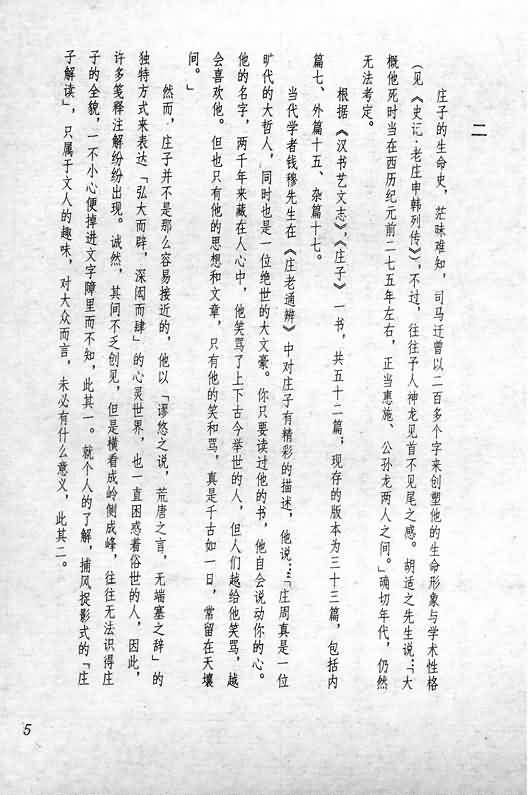 二
庄子的生命史，茫昧难知，司马迁曾以二百多个字来创塑他的生命形象与学术性格
（见《史记·老庄申韩列传》），不过，往往予人神龙见首不见尾之感。胡适之先生说：「大
概他死时当在西历纪元前二七五年左右，正当惠施、公孙龙两人之间。」确切年代，仍然
无法考定。
根据《汉书艺文志》，《庄子》一书，共五十二篇；现存的版本为三十三篇，包括内
篇七、外篇十五、杂篇十七。
当代学者钱穆先生在《庄老通辨》中对庄子有精彩的描述，他说：「庄周真是一位
旷代的大哲人，同时也是一位绝世的大文豪。你只要读过他的书，他自会说动你的心。
他的名字，两千年来藏在人心中，他笑骂了上下古今举世的人，但人们越给他笑骂，越
会喜欢他。但也只有他的思想和文章，只有他的笑和骂，真是千古如一日，常留在天壤
间。」
然而，庄子并不是那么容易接近的，他以「谬悠之说，荒唐之言，无端塞之辞」的
独特方式来表达「弘大而辟，深闳而肆」的心灵世界，也一直困惑着俗世的人，因此，
许多笺释注解纷纷出现。诚然，其间不乏创见，但是横看成岭侧成峰，往往无法识得庄
子的全貌，一不小心便掉进文字障里而不知，此其一。就个人的了解，捕风捉影式的「庄
子解读」，只属于文人的趣味，对大众而言，未必有什么意义，此其二。
5